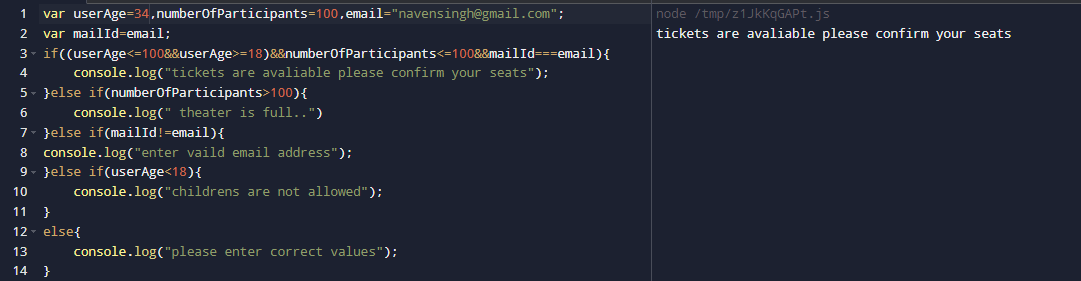 1 var userAge=34,numberOfParticipants=100,email="navensingh@gmail.com";
2 var mailId=email;
3 if((userAge<=100&&userAge>=18)&&numberOfParticipants<=100&&mailId===email){
4 console.log("tickets are avaliable please confirm your seats");
5 }else if(numberOfParticipants>100){
6 console.log(" theater is full..")
7 }else if(mailId!=email){
8 console.log("enter vaild email address");
9 }else if(userAge<18){
10 console.log("childrens are not allowed");
11 }
12 else{
13 console.log("please enter correct values");
14 }
node /tmp/z1JkKqGAPt.js
tickets are avaliable please confirm your seats